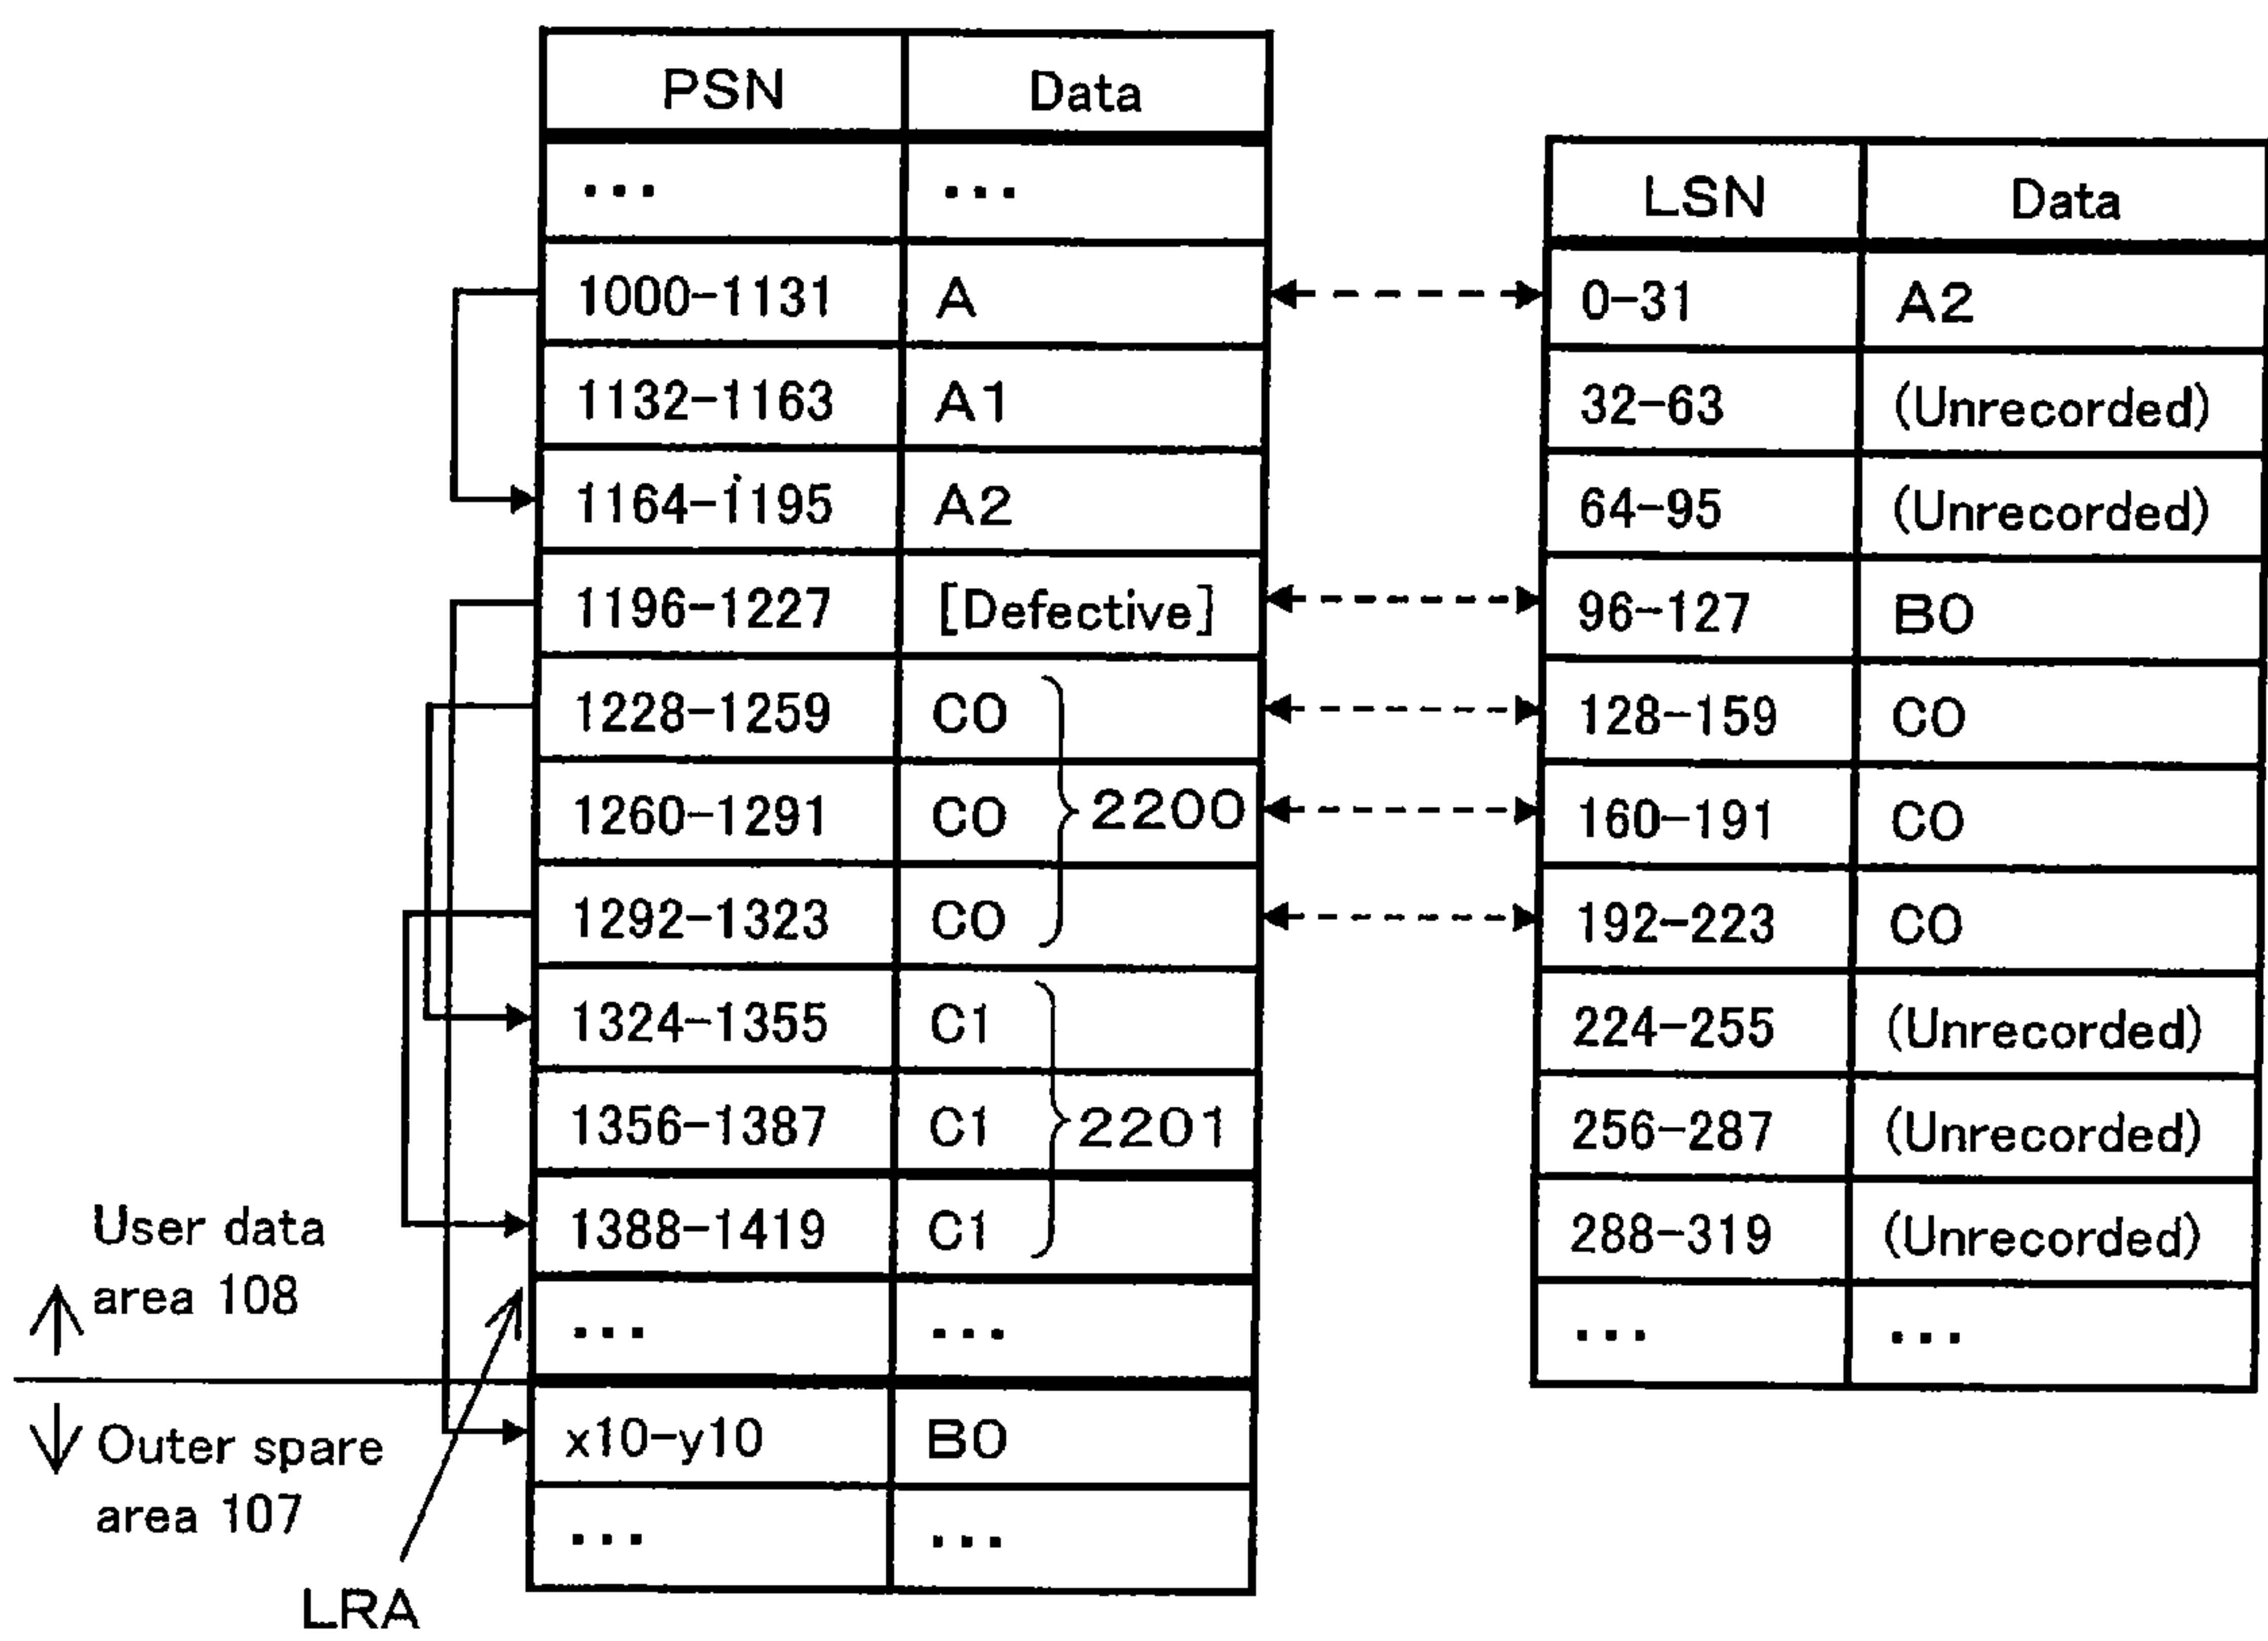 PSN Data
... ...
1000-1131 A
1132-1163 A1
1164-1195 A2
1196-1227 [Defective]
1228-1259 C0
1260-1291 C0
2200
1292-1323 C0
1324-1355 C1
1356-1387 C1
2201
1388-1419 C1
... ...
x10-y10 B0
... ...
LSN Data
0-31 A2
32-63 (Unrecorded)
64-95 (Unrecorded)
96-127 B0
128-159 C0
160-191 C0
192-223 C0
224-255 (Unrecorded)
256-287 (Unrecorded)
288-319 (Unrecorded)
... ...
User data
area 108
Outer spare
area 107
LRA